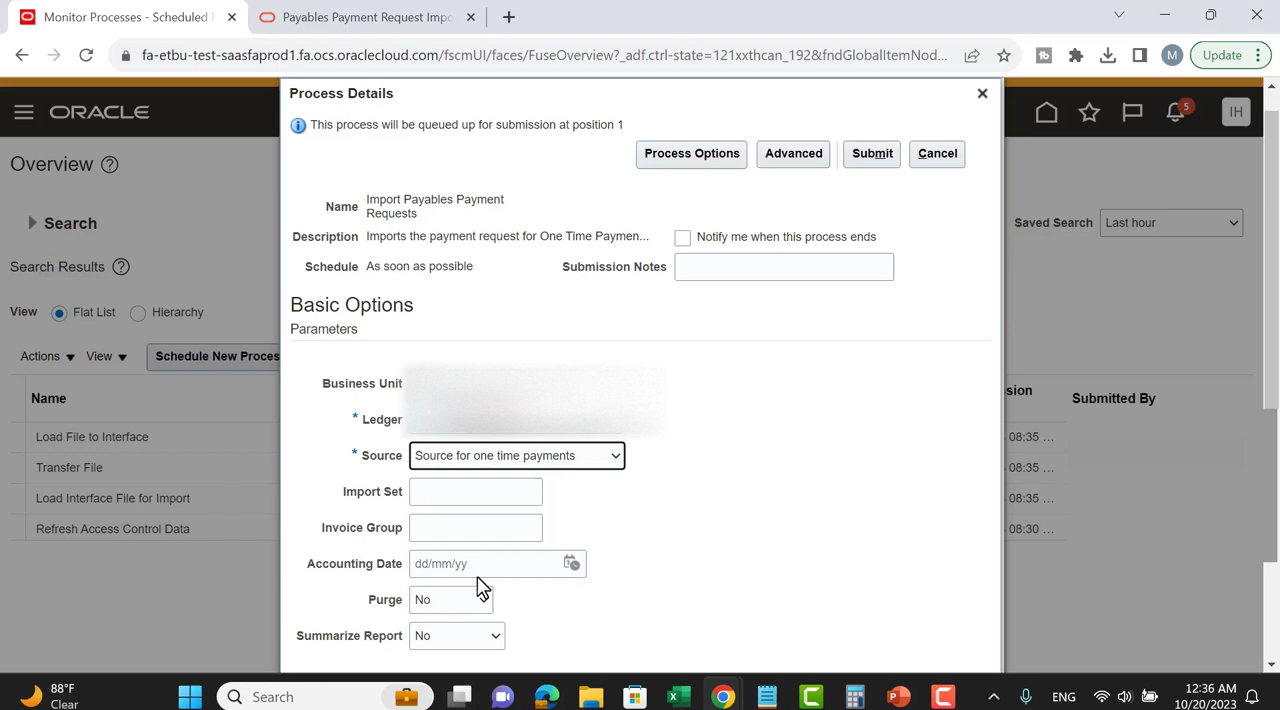 Monitor Processes - Scheduled
Payables Payment Request Impo
fa-etbu-test-saasfaprod1.fa.ocs.oraclecloud.com/fscmUI/faces/FuseOverview?_adf.ctrl-state=121xxthcan_192&fndGlobalItemNod...
tb
M
Update
ORACLE
5
IH
Process Details
This process will be queued up for submission at position 1
Process Options
Advanced
Submit
Cancel
Name Import Payables Payment
Requests
Description Imports the payment request for One Time Paymen...
Notify me when this process ends
Schedule As soon as possible
Submission Notes
Basic Options
Parameters
Business Unit
* Ledger
* Source Source for one time payments
Import Set
Invoice Group
Accounting Date dd/mm/yy
Purge No
Summarize Report No
Overview
Search
Saved Search Last hour
Search Results
View Flat List Hierarchy
Actions View Schedule New Proces
Name
sion
Submitted By
Load File to Interface
08:35 ...
Transfer File
08:35 ...
Load Interface File for Import
08:35 ...
Refresh Access Control Data
08:30 ...
88°F
Clear
Search
ENG
12:36 AM
10/20/2023